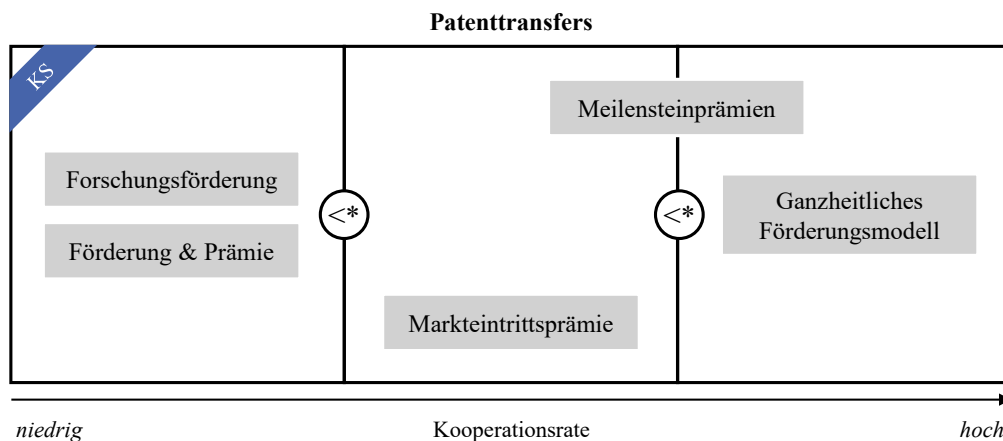 Patenttransfers
KS
Meilensteinprämien
Forschungsförderung
Ganzheitliches
Förderungsmodell
<*
<*
Förderung & Prämie
Markteintrittsprämie
niedrig
Kooperationsrate
hoch